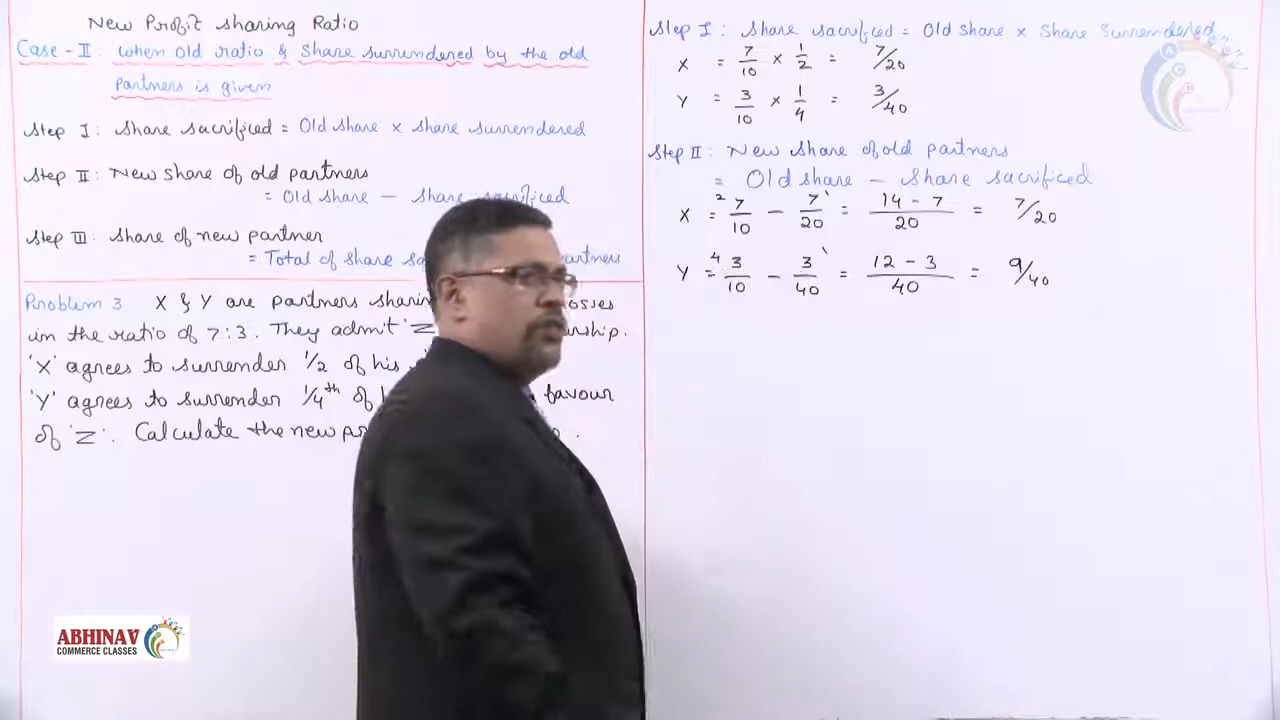 New Profit sharing Ratio
Case - II : when Old ratio & Share surrendered by the old
Partners is given
Step I : Share sacrificed = Old share × share surrendered
Step II : New share of old partners
= Old share - share sacrificed
Step III : Share of new partner
= Total of share
Problem 3 X & Y are partners sharing
in the ratio of 7:3. They admit 'Z
'X' agrees to surrender 1/2 of his
'Y' agrees to surrender 1/4th of favour
of 'Z'. Calculate the new
Step I : Share sacrificed = Old share × Share Surrendered
X = 7/10 × 1/2 = 7/20
Y = 3/10 × 1/4 = 3/40
Step II : New share of old partners
= Old share - share sacrificed
X = 2 7/10 - 7/20 = 14 - 7/20 = 7/20
Y = 4 3/10 - 3/40 = 12 - 3/40 = 9/40
ABHINAV
COMMERCE CLASSES